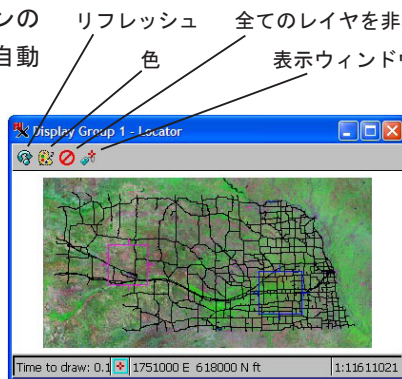 ンの リフレッシュ 全てのレイヤを非
自動 色 表示ウィンドウ
Display Group 1 - Locator
Time to draw: 0.1 1751000 E 618000 N ft 1:11611021